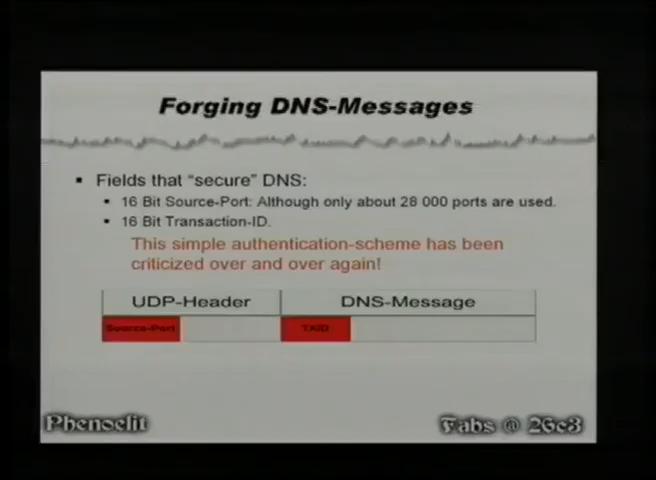 Forging DNS-Messages
Fields that "secure" DNS:
16 Bit Source-Port: Although only about 28 000 ports are used.
16 Bit Transaction-ID.
This simple authentication-scheme has been
criticized over and over again!
UDP-Header DNS-Message
Source-Port TXID
Phenoelit Fabs @ 26c3